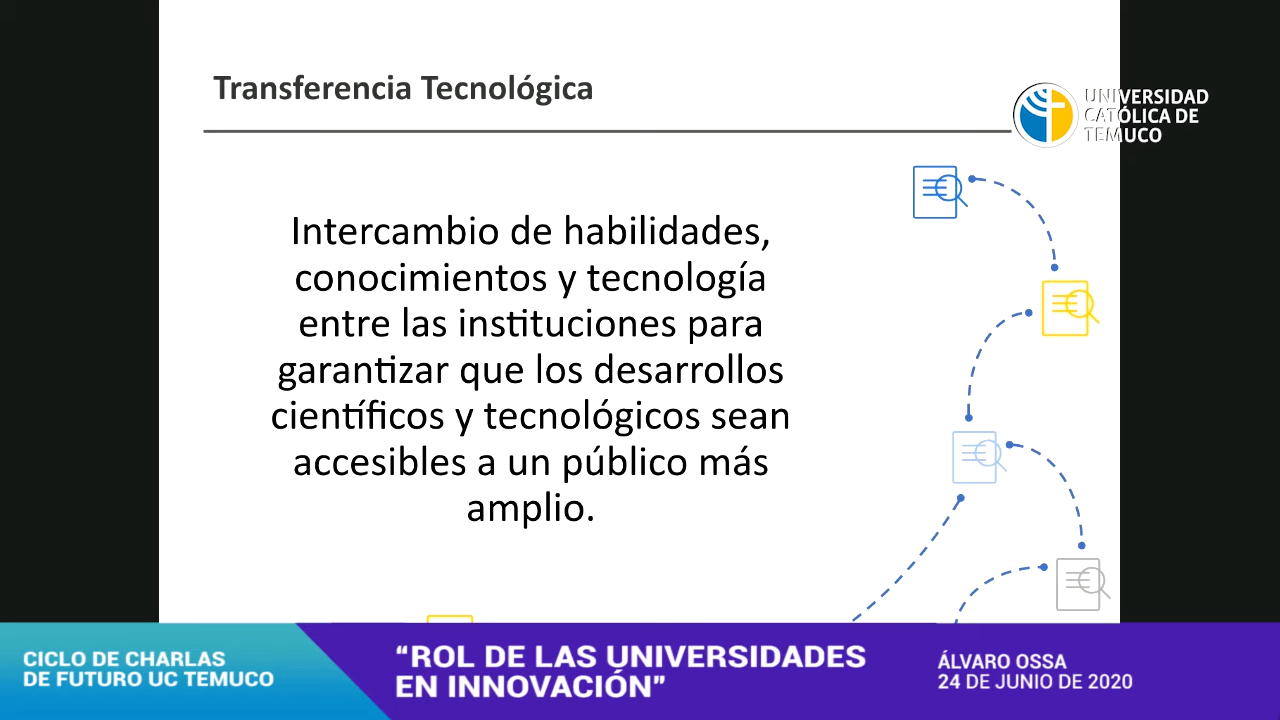 Transferencia Tecnológica
UNIVERSIDAD
CATÓLICA DE
TEMUCO
Intercambio de habilidades,
conocimientos y tecnología
entre las instituciones para
garantizar que los desarrollos
científicos y tecnológicos sean
accesibles a un público más
amplio.
CICLO DE CHARLAS
DE FUTURO UC TEMUCO
“ROL DE LAS UNIVERSIDADES
EN INNOVACIÓN”
ÁLVARO OSSA
24 DE JUNIO DE 2020